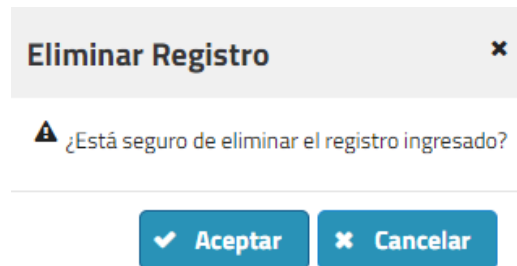 Eliminar Registro
¿Está seguro de eliminar el registro ingresado?
Aceptar
Cancelar